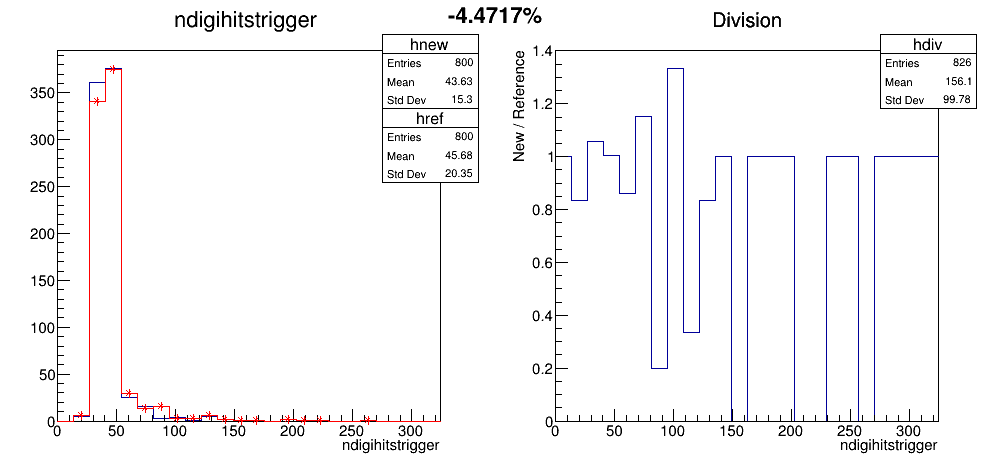 -4.4717%
ndigihitstrigger
hnew
Entries 800
Mean 43.63
Std Dev 15.3
href
Entries 800
Mean 45.68
Std Dev 20.35
350
300
250
200
150
100
50
0
0 50 100 150 200 250 300
ndigihitstrigger
Division
hdiv
Entries 826
Mean 156.1
Std Dev 99.78
New / Reference
1.4
1.2
1
0.8
0.6
0.4
0.2
0
0 50 100 150 200 250 300
ndigihitstrigger